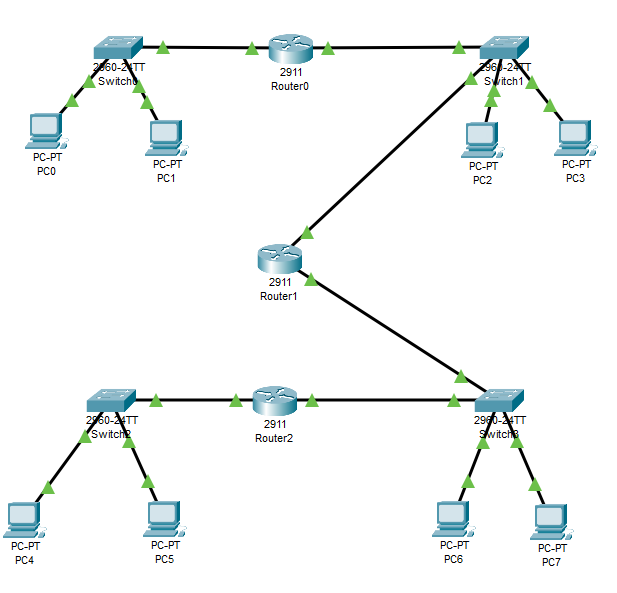 2911
Router0
2960-24TT
Switch0
2960-24TT
Switch1
PC-PT
PC0
PC-PT
PC1
PC-PT
PC2
PC-PT
PC3
2911
Router1
2960-24TT
Switch2
2911
Router2
2960-24TT
Switch3
PC-PT
PC4
PC-PT
PC5
PC-PT
PC6
PC-PT
PC7